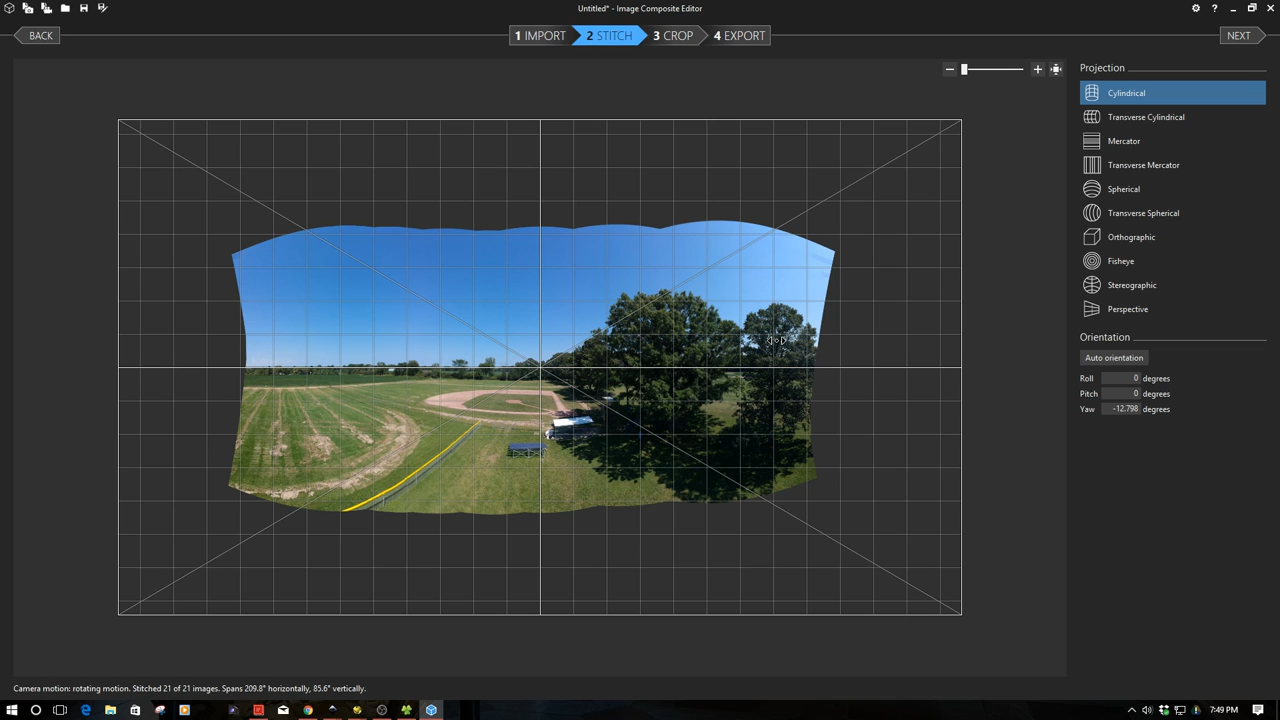 Untitled* - Image Composite Editor
BACK
1 IMPORT
2 STITCH
3 CROP
4 EXPORT
NEXT
Projection
Cylindrical
Transverse Cylindrical
Mercator
Transverse Mercator
Spherical
Transverse Spherical
Orthographic
Fisheye
Stereographic
Perspective
Orientation
Auto orientation
Roll 0 degrees
Pitch 0 degrees
Yaw -12.798 degrees
Camera motion: rotating motion. Stitched 21 of 21 images. Spans 209.8° horizontally, 85.6° vertically.
7:49 PM